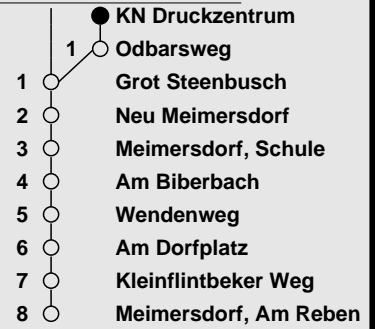 KN Druckzentrum
1 Odbarsweg
1 Grot Steenbusch
2 Neu Meimersdorf
3 Meimersdorf, Schule
4 Am Biberbach
5 Wendenweg
6 Am Dorfplatz
7 Kleinflintbeker Weg
8 Meimersdorf, Am Reben